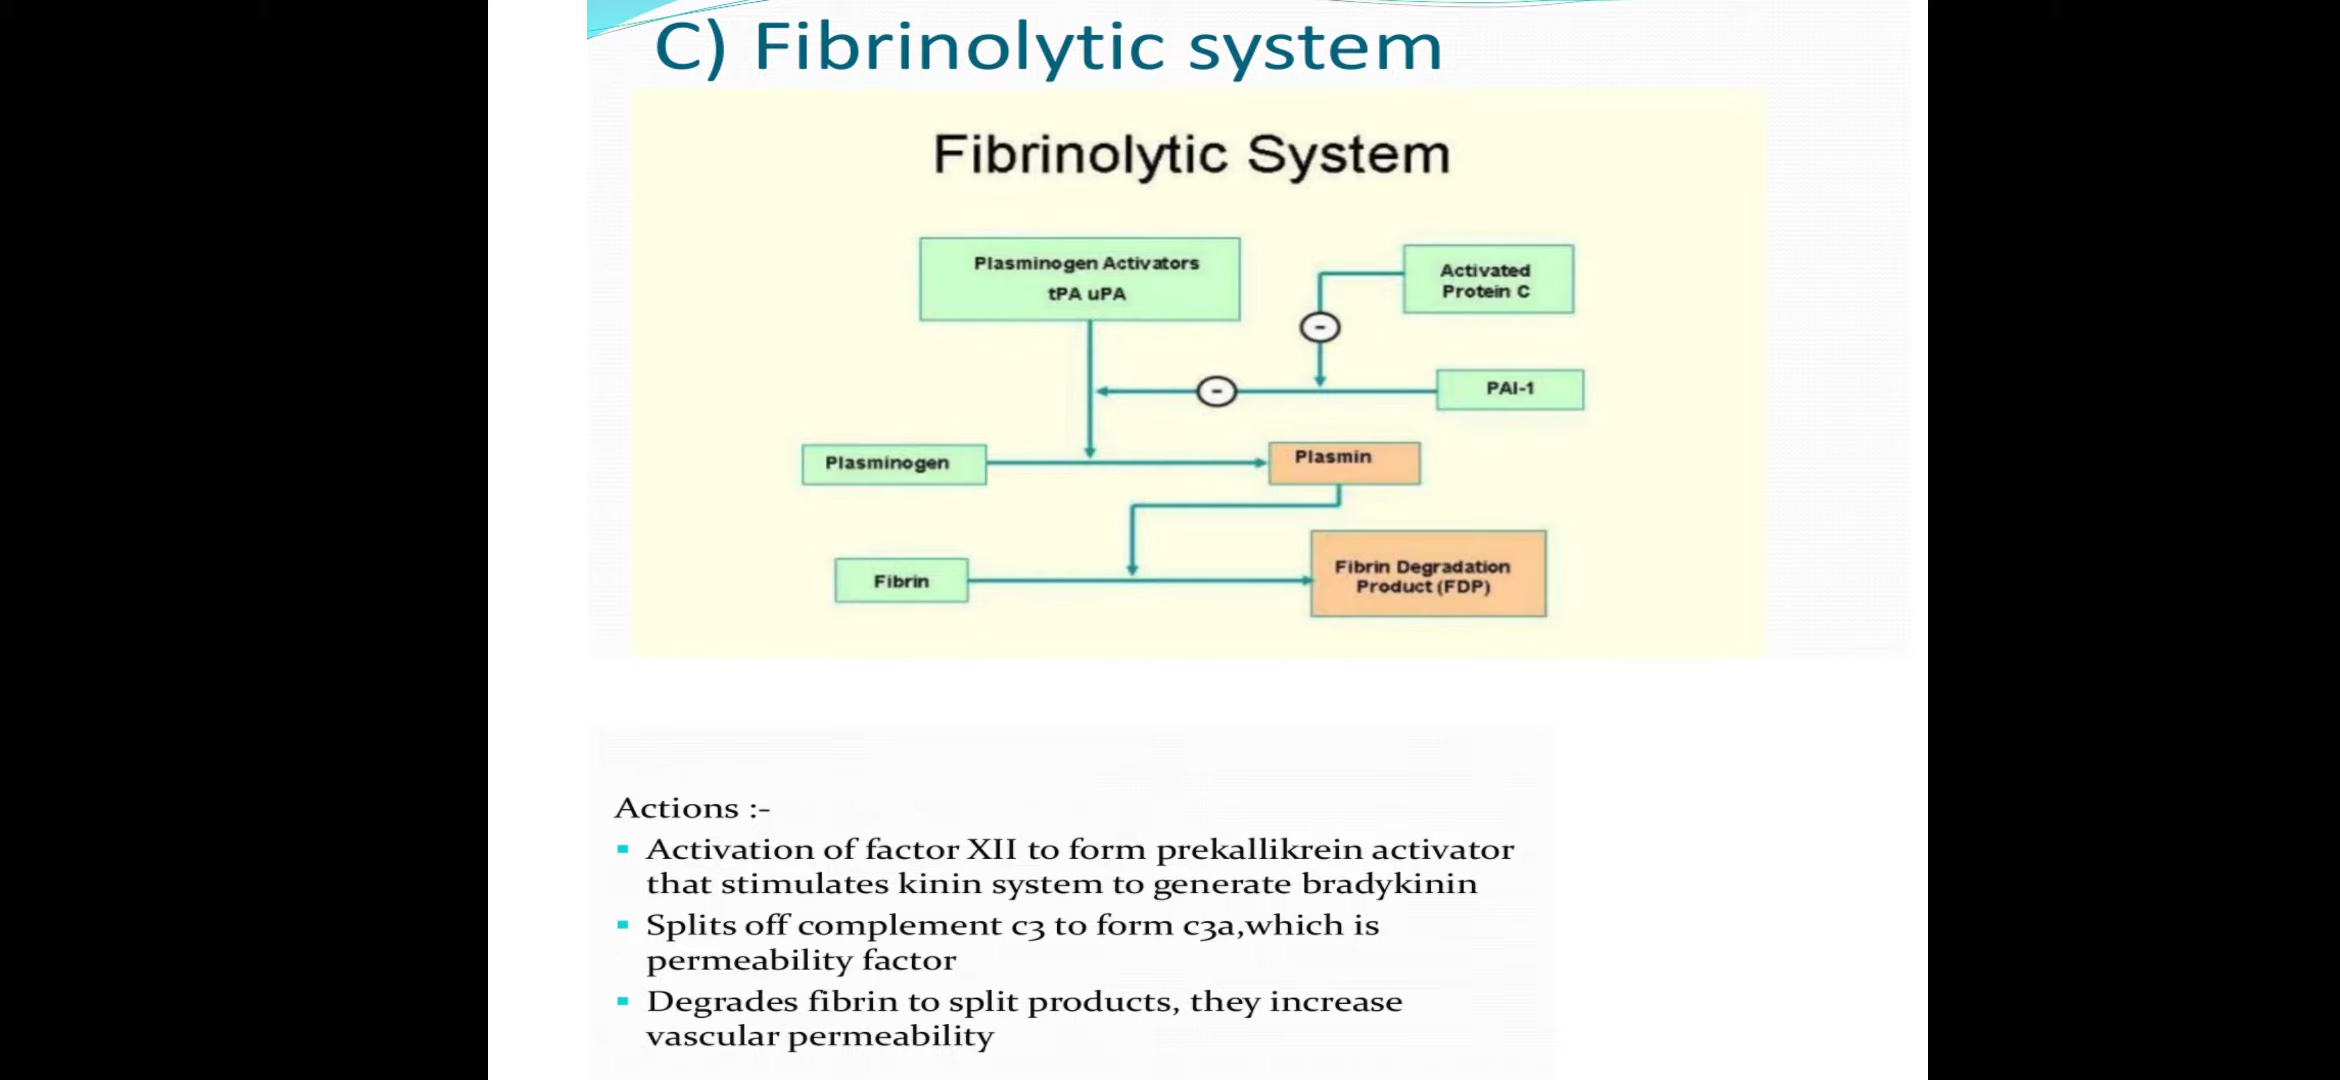 C) Fibrinolytic system
Fibrinolytic System
Plasminogen Activators
tPA uPA
Activated
Protein C
-
-
PAI-1
Plasminogen
Plasmin
Fibrin
Fibrin Degradation
Product (FDP)
Actions :-
▪ Activation of factor XII to form prekallikrein activator
that stimulates kinin system to generate bradykinin
▪ Splits off complement c3 to form c3a,which is
permeability factor
▪ Degrades fibrin to split products, they increase
vascular permeability